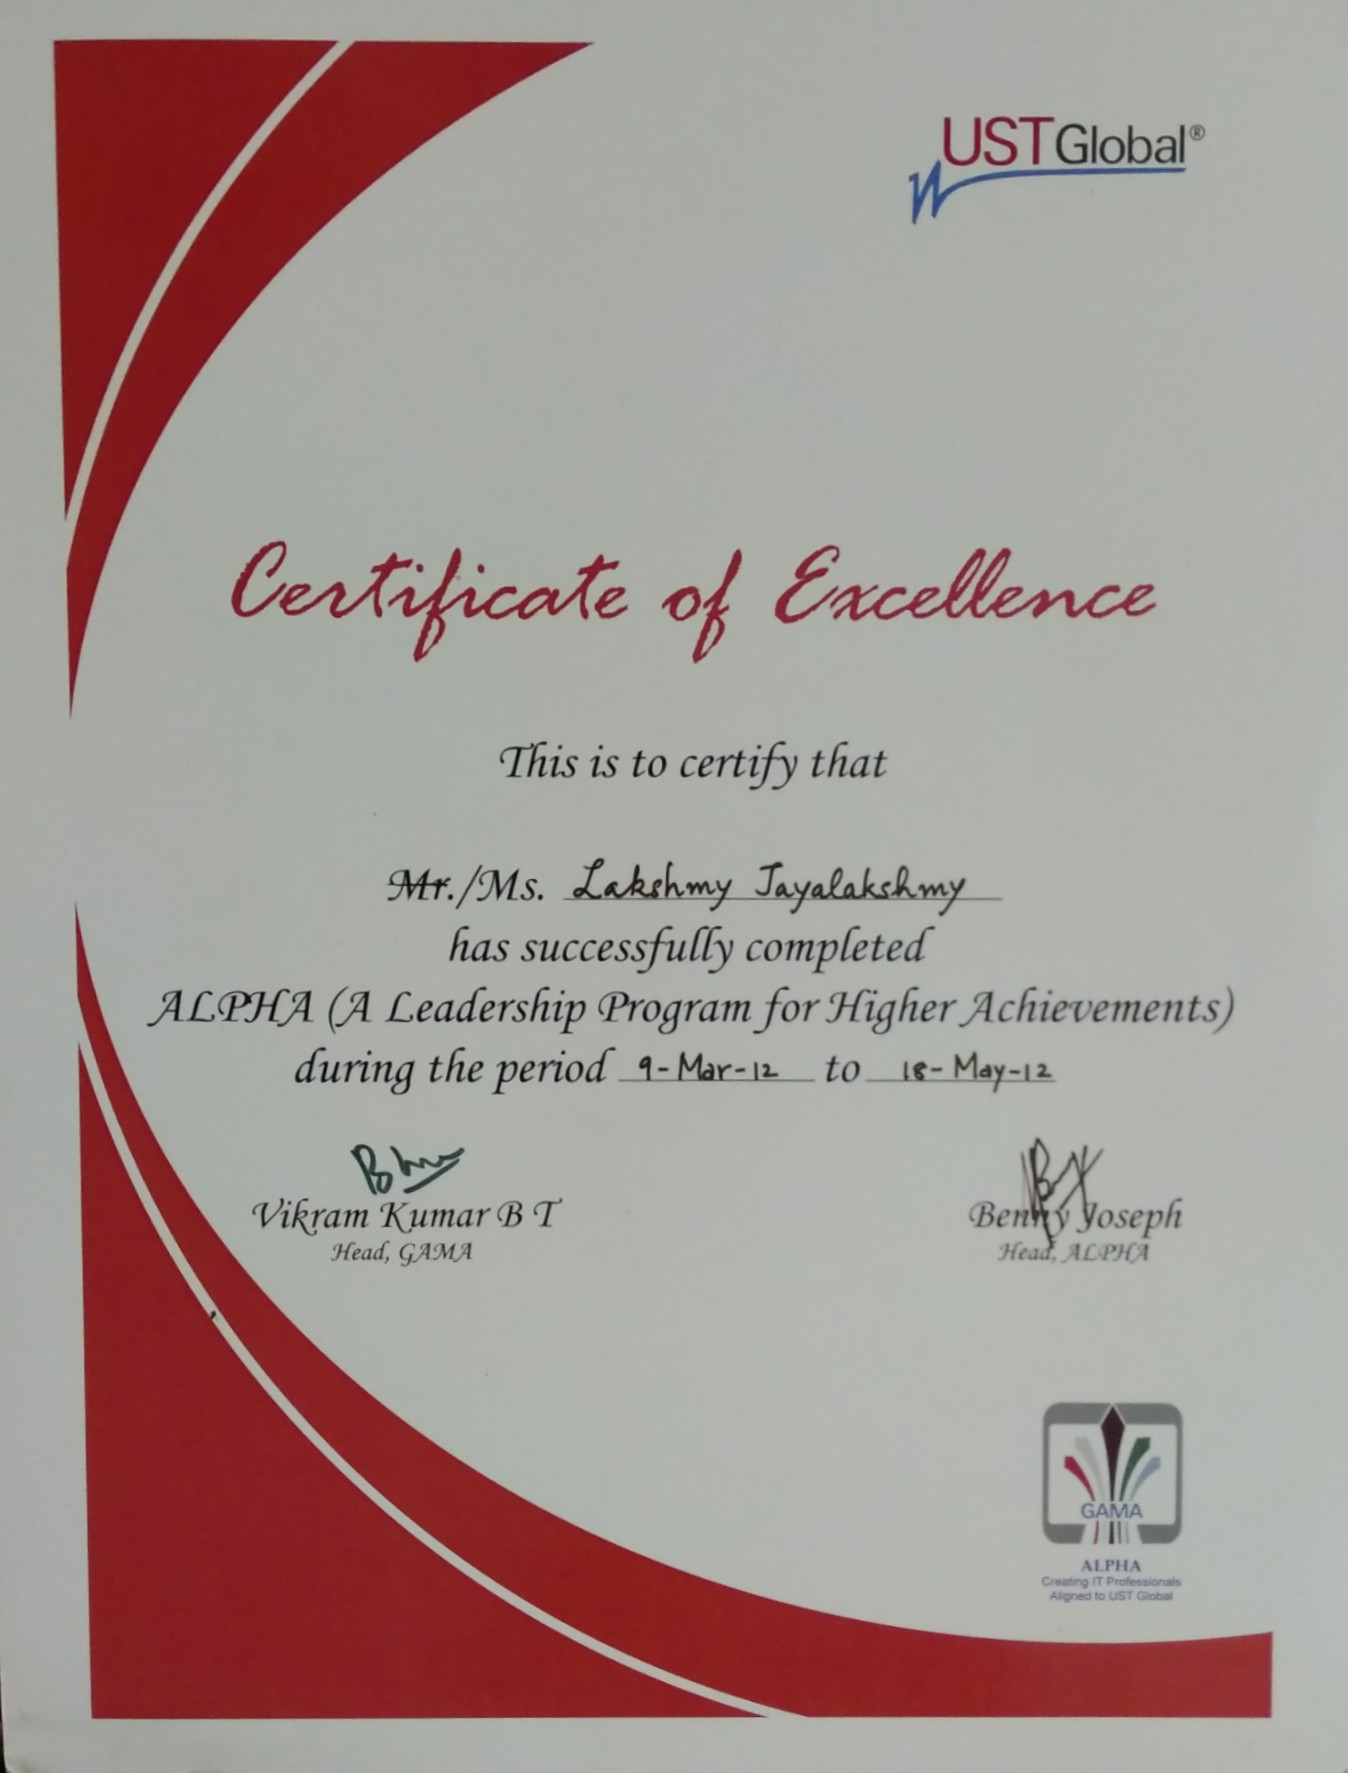 UST Global®
Certificate of Excellence
This is to certify that
Mr./Ms. Lakshmy Jayalakshmy
has successfully completed
ALPHA (A Leadership Program for Higher Achievements)
during the period 9-Mar-12 to 18-May-12
Vikram Kumar B T
Head, GAMA
Benny Joseph
Head, ALPHA
GAMA
ALPHA
Creating IT Professionals
Aligned to UST Global